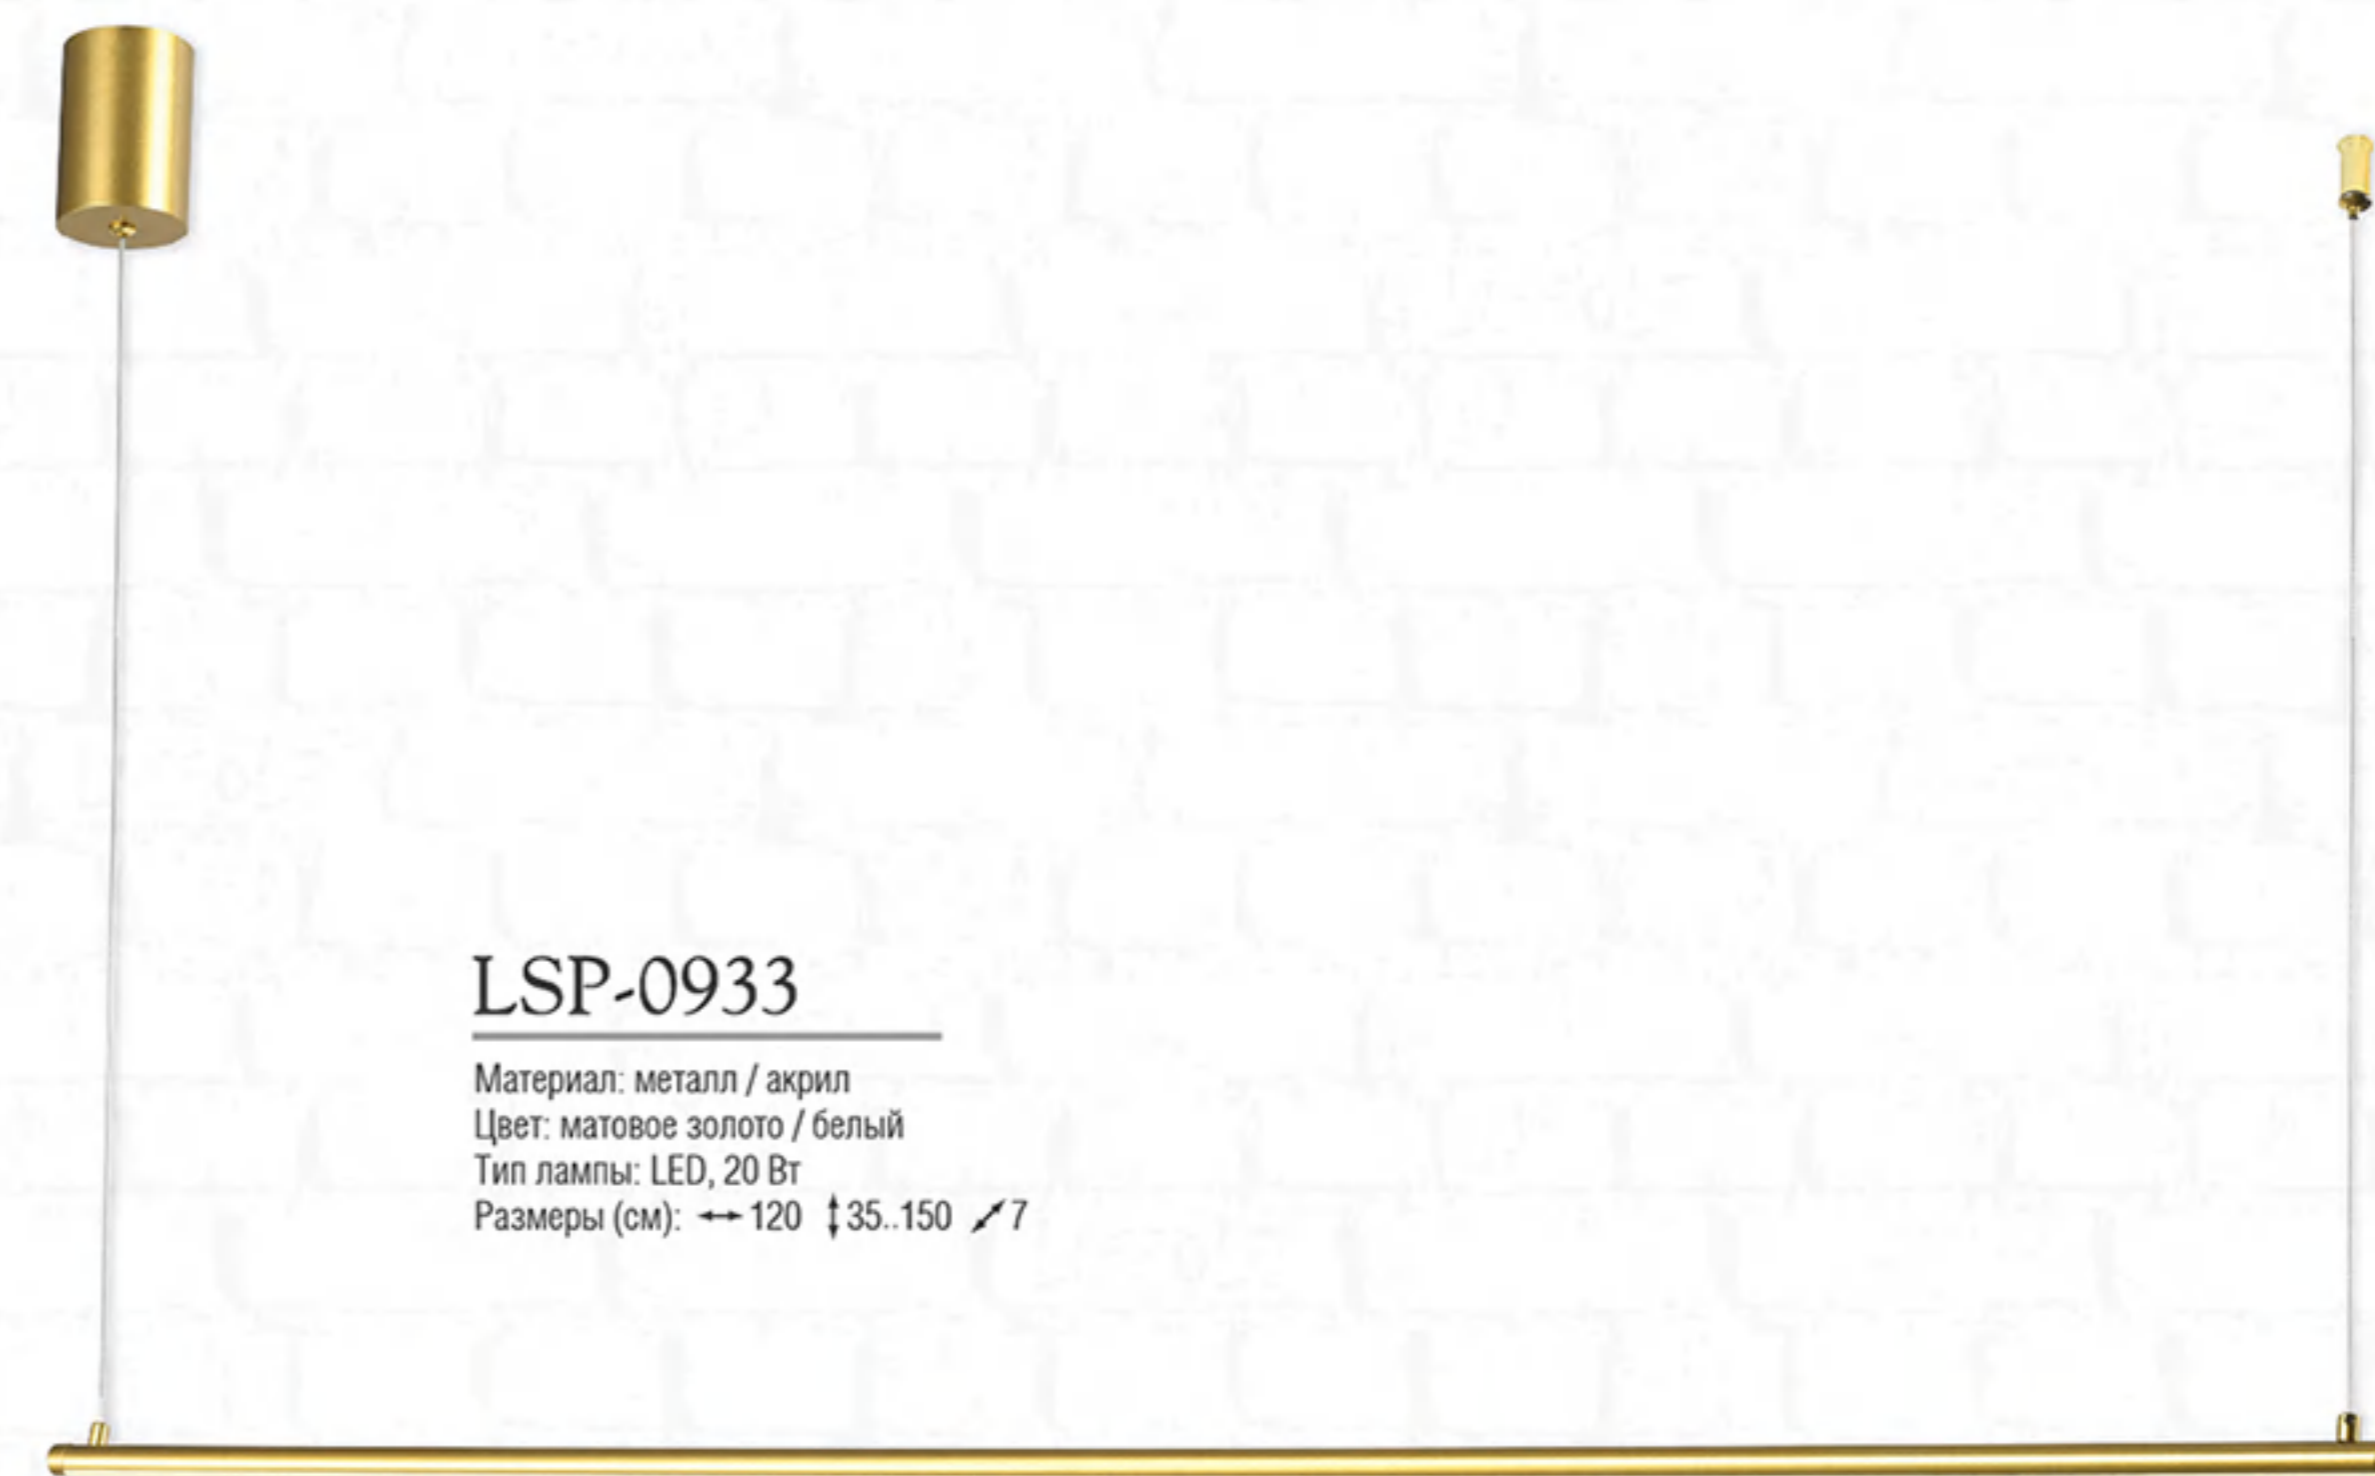 LSP-0933
Материал: металл / акрил
Цвет: матовое золото / белый
Тип лампы: LED, 20 Вт
Размеры (см): ↔120 ↕35..150 ⤢7